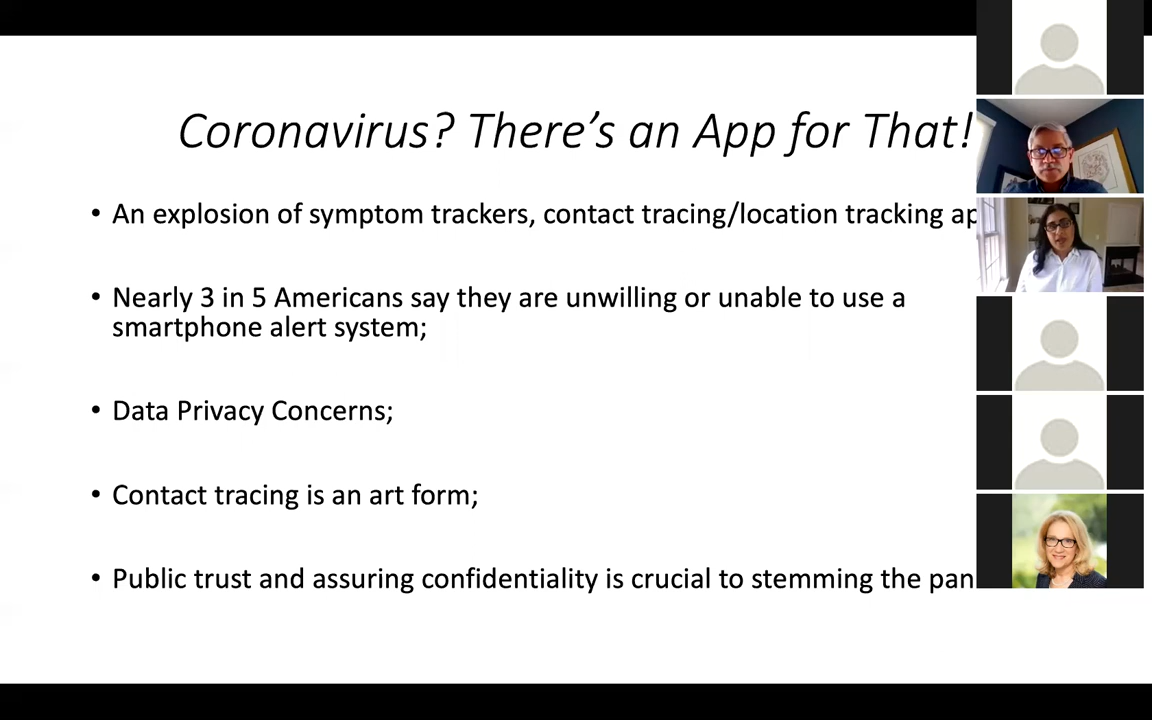 Coronavirus? There’s an App for That!
• An explosion of symptom trackers, contact tracing/location tracking
• Nearly 3 in 5 Americans say they are unwilling or unable to use a
smartphone alert system;
• Data Privacy Concerns;
• Contact tracing is an art form;
• Public trust and assuring confidentiality is crucial to stemming the